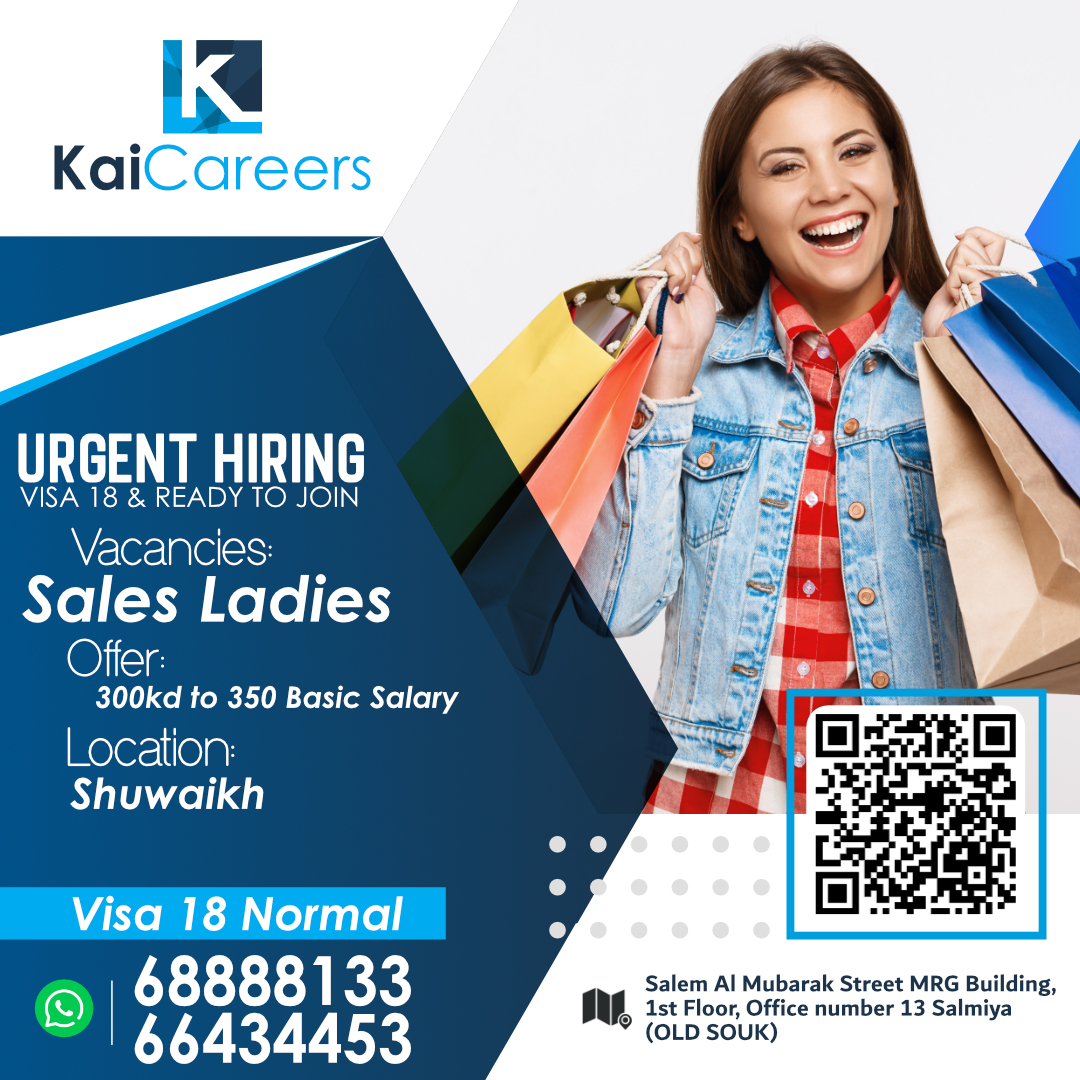 K
KaiCareers
URGENT HIRING
VISA 18 & READY TO JOIN
Vacancies:
Sales Ladies
Offer:
300kd to 350 Basic Salary
Location:
Shuwaikh
Visa 18 Normal
68888133
66434453
Salem Al Mubarak Street MRG Building,
1st Floor, Office number 13 Salmiya
(OLD SOUK)